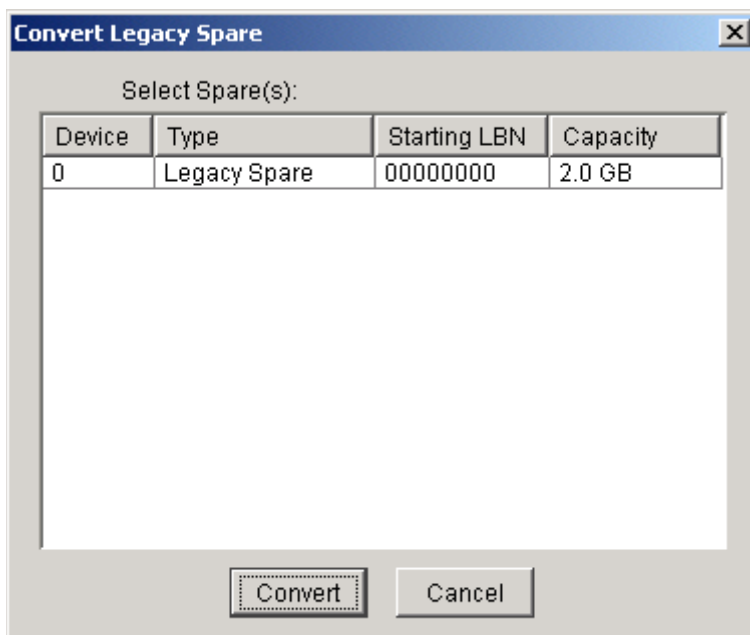 Convert Legacy Spare
Select Spare(s):
Device Type Starting LBN Capacity
0 Legacy Spare 00000000 2.0 GB
Convert Cancel